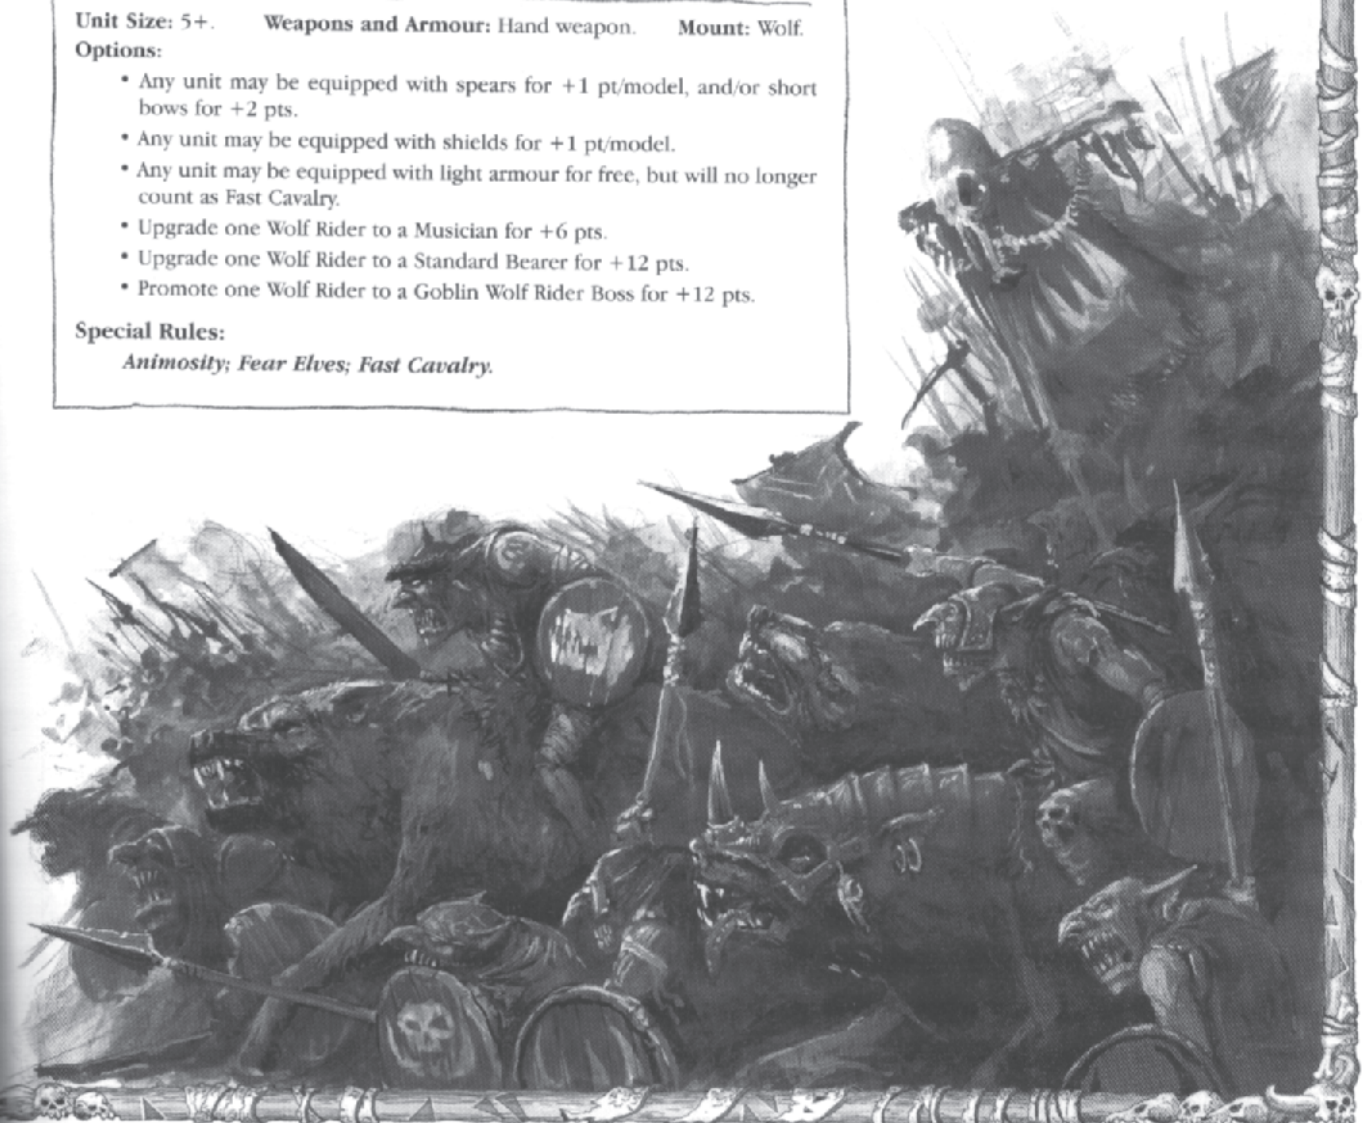 Unit Size: 5+. Weapons and Armour: Hand weapon. Mount: Wolf.
Options:
• Any unit may be equipped with spears for +1 pt/model, and/or short
bows for +2 pts.
• Any unit may be equipped with shields for +1 pt/model.
• Any unit may be equipped with light armour for free, but will no longer
count as Fast Cavalry.
• Upgrade one Wolf Rider to a Musician for +6 pts.
• Upgrade one Wolf Rider to a Standard Bearer for +12 pts.
• Promote one Wolf Rider to a Goblin Wolf Rider Boss for +12 pts.
Special Rules:
Animosity; Fear Elves; Fast Cavalry.